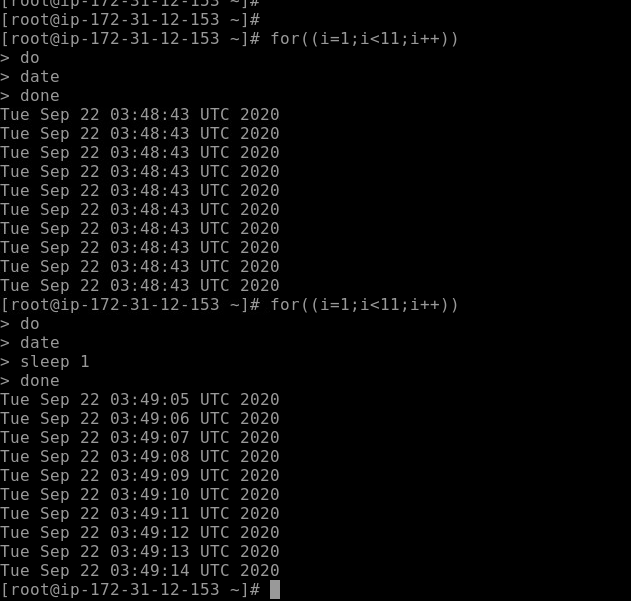 [root@ip-172-31-12-153 ~]#
[root@ip-172-31-12-153 ~]#
[root@ip-172-31-12-153 ~]# for((i=1;i<11;i++))
> do
> date
> done
Tue Sep 22 03:48:43 UTC 2020
Tue Sep 22 03:48:43 UTC 2020
Tue Sep 22 03:48:43 UTC 2020
Tue Sep 22 03:48:43 UTC 2020
Tue Sep 22 03:48:43 UTC 2020
Tue Sep 22 03:48:43 UTC 2020
Tue Sep 22 03:48:43 UTC 2020
Tue Sep 22 03:48:43 UTC 2020
Tue Sep 22 03:48:43 UTC 2020
Tue Sep 22 03:48:43 UTC 2020
[root@ip-172-31-12-153 ~]# for((i=1;i<11;i++))
> do
> date
> sleep 1
> done
Tue Sep 22 03:49:05 UTC 2020
Tue Sep 22 03:49:06 UTC 2020
Tue Sep 22 03:49:07 UTC 2020
Tue Sep 22 03:49:08 UTC 2020
Tue Sep 22 03:49:09 UTC 2020
Tue Sep 22 03:49:10 UTC 2020
Tue Sep 22 03:49:11 UTC 2020
Tue Sep 22 03:49:12 UTC 2020
Tue Sep 22 03:49:13 UTC 2020
Tue Sep 22 03:49:14 UTC 2020
[root@ip-172-31-12-153 ~]#